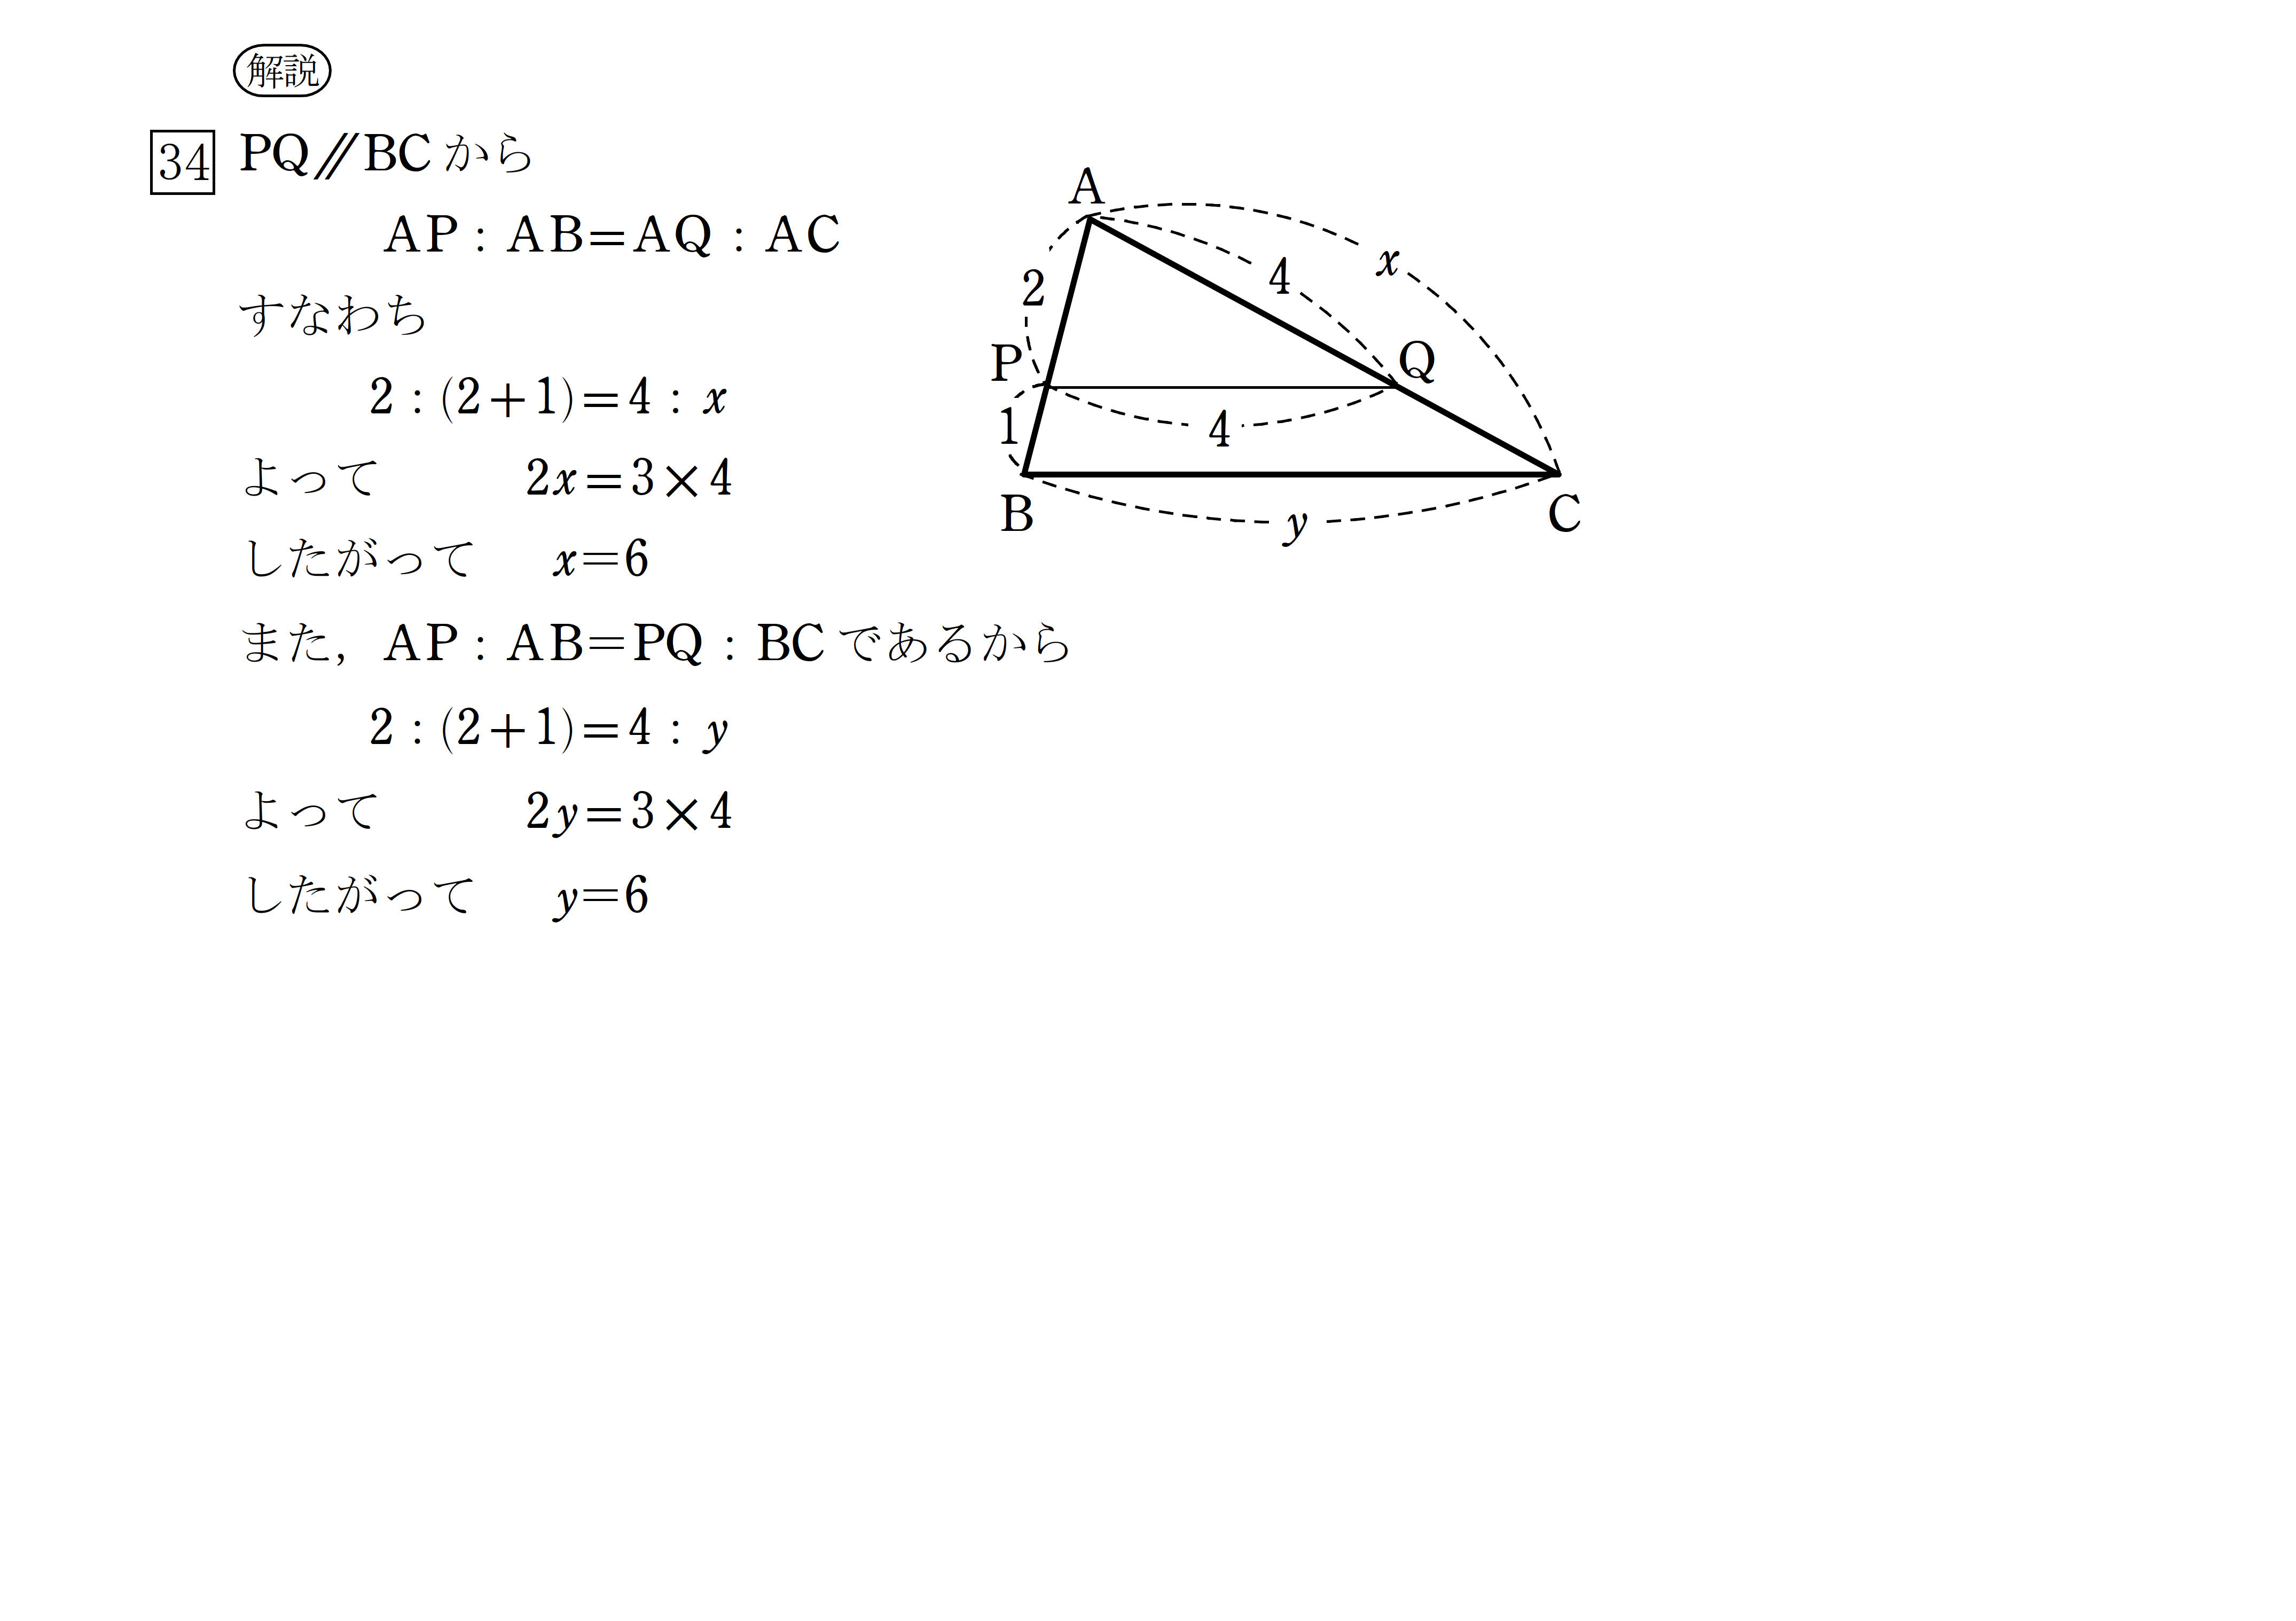 解説
34 PQ∥BC から
AP : AB=AQ : AC
すなわち
2 : (2+1)=4 : x
よって 2x=3×4
したがって x=6
また，AP : AB=PQ : BC であるから
2 : (2+1)=4 : y
よって 2y=3×4
したがって y=6
A
x
4
2
P
Q
1
4
B
C
y